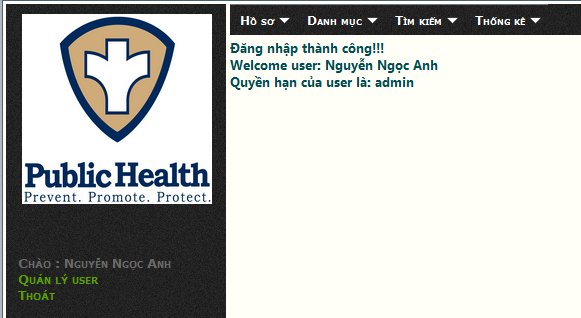 Hồ sơ Danh mục Tìm kiếm Thống kê
Đăng nhập thành công!!!
Welcome user: Nguyễn Ngọc Anh
Quyền hạn của user là: admin
Public Health
Prevent. Promote. Protect.
Chào : Nguyễn Ngọc Anh
Quản lý user
Thoát